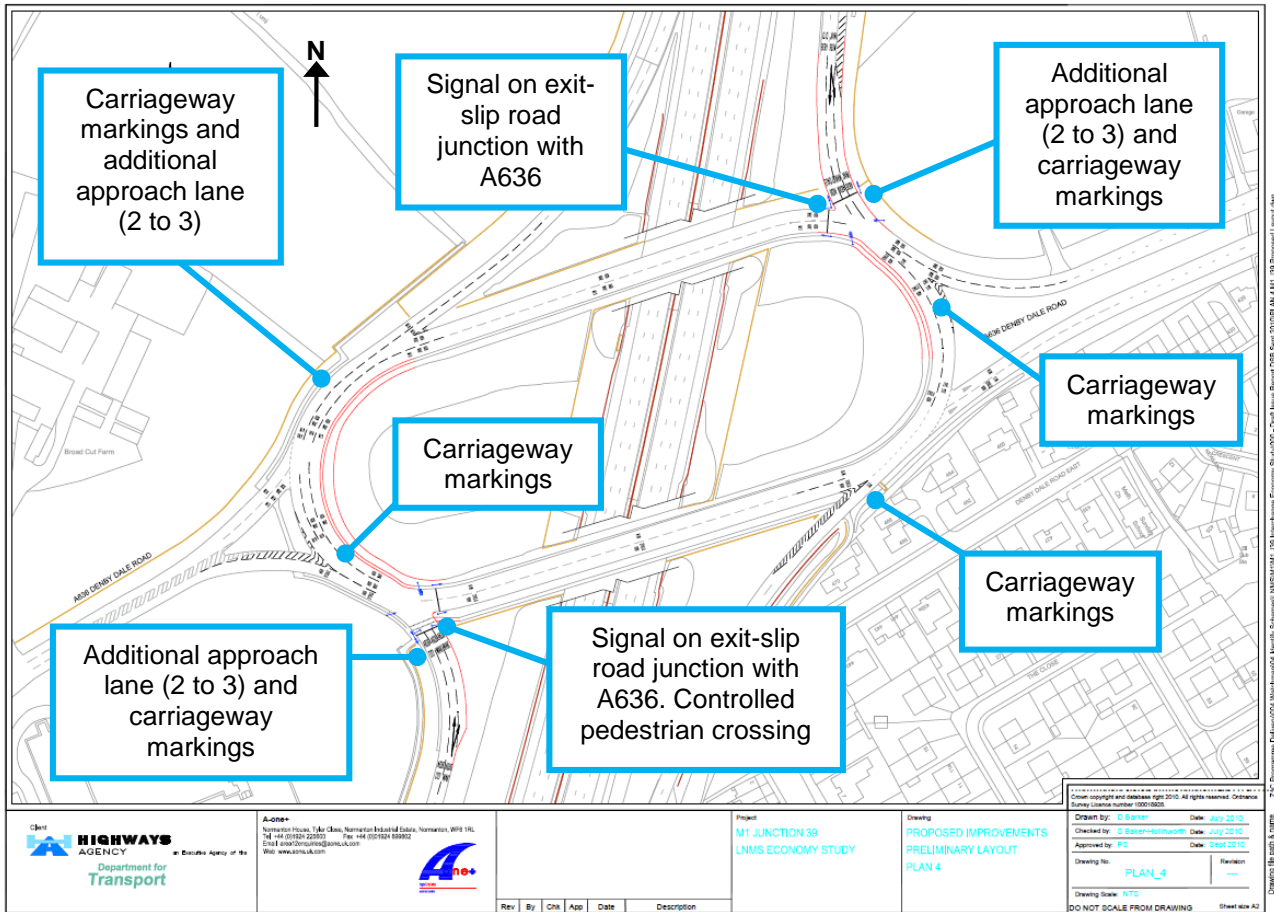 N
Carriageway
markings and
additional
approach lane
(2 to 3)
Signal on exit-
slip road
junction with
A636
Additional
approach lane
(2 to 3) and
carriageway
markings
Garage
A636 DENBY DALE ROAD
Carriageway
markings
Broad Cut Farm
Carriageway
markings
DENBY DALE ROAD EAST
CRESCENT
A636 DENBY DALE ROAD
Carriageway
markings
THE CLOSE
Additional approach
lane (2 to 3) and
carriageway
markings
Signal on exit-slip
road junction with
A636. Controlled
pedestrian crossing
Client
HIGHWAYS
AGENCY
an Executive Agency of the
Department for
Transport
A-one+
Normanton House, Tyler Close, Normanton Industrial Estate, Normanton, WF6 1RL
Web www.aone.uk.com
Rev By Chk App Date Description
Project
M1 JUNCTION 39
LNMS ECONOMY STUDY
Drawing
PROPOSED IMPROVEMENTS
PRELIMINARY LAYOUT
PLAN 4
Crown copyright and database right 2010. All rights reserved. Ordnance
Survey Licence number 100018928.
Drawn by: D Barker Date: July 2010
Checked by: S Baker-Hollinworth Date: July 2010
Approved by: PS Date: Sept 2010
Drawing No. Revision
PLAN_4 ---
Drawing Scale: NTS
DO NOT SCALE FROM DRAWING Sheet size A2
Drawing file path & name